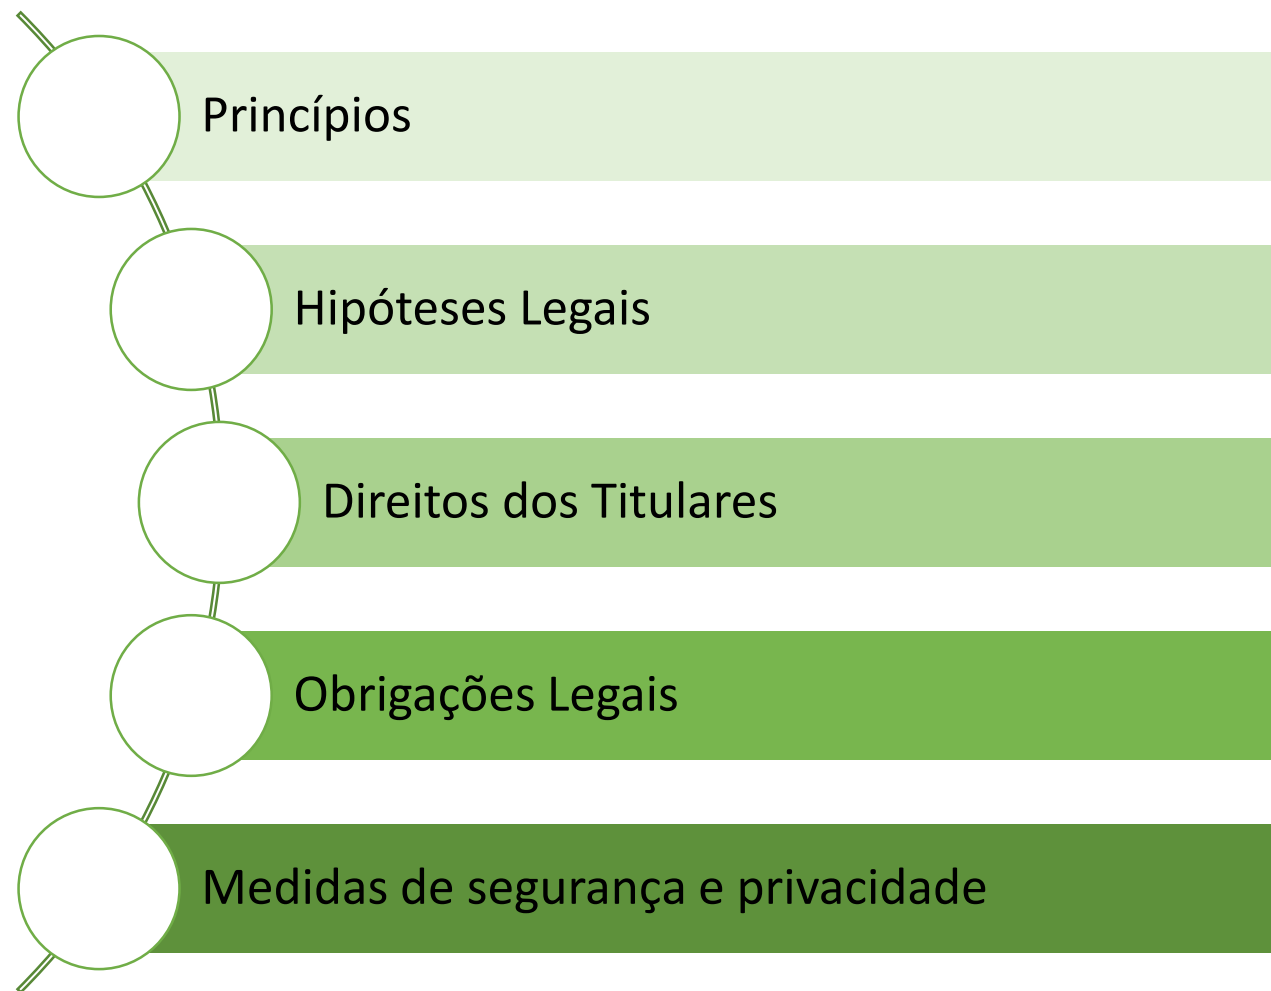 Princípios
Hipóteses Legais
Direitos dos Titulares
Obrigações Legais
Medidas de segurança e privacidade